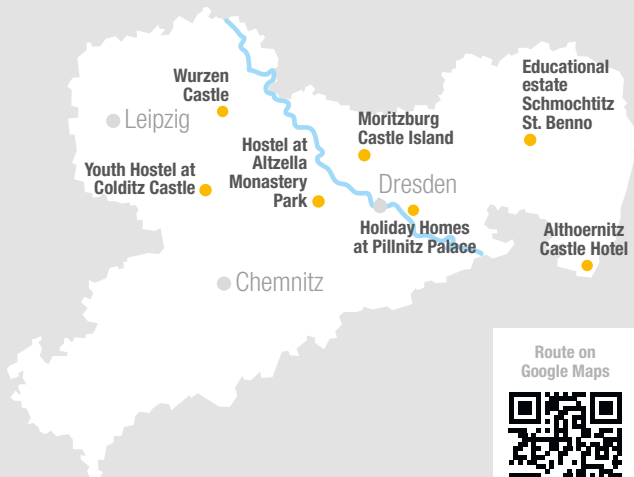 Wurzen
Castle
Leipzig
Youth Hostel at
Colditz Castle
Hostel at
Altzella
Monastery
Park
Moritzburg
Castle Island
Dresden
Holiday Homes
at Pillnitz Palace
Educational
estate
Schmochtitz
St. Benno
Althoernitz
Castle Hotel
Chemnitz
Route on
Google Maps